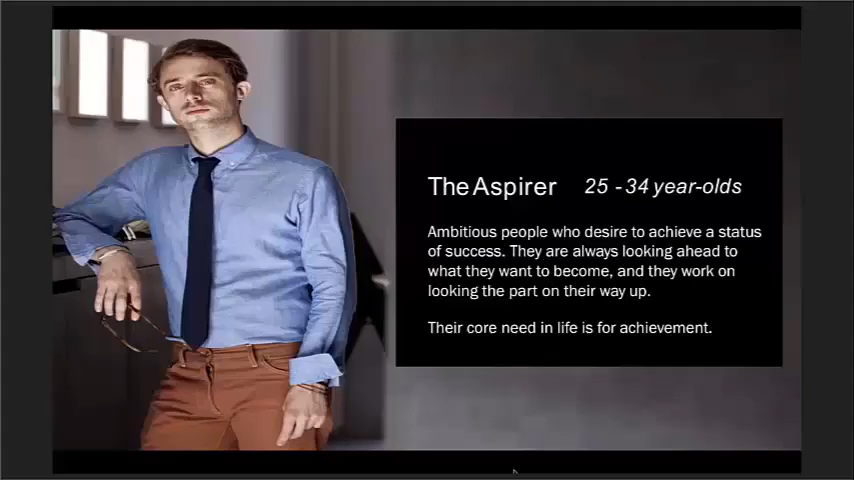 The Aspirer 25 - 34 year-olds
Ambitious people who desire to achieve a status
of success. They are always looking ahead to
what they want to become, and they work on
looking the part on their way up.
Their core need in life is for achievement.